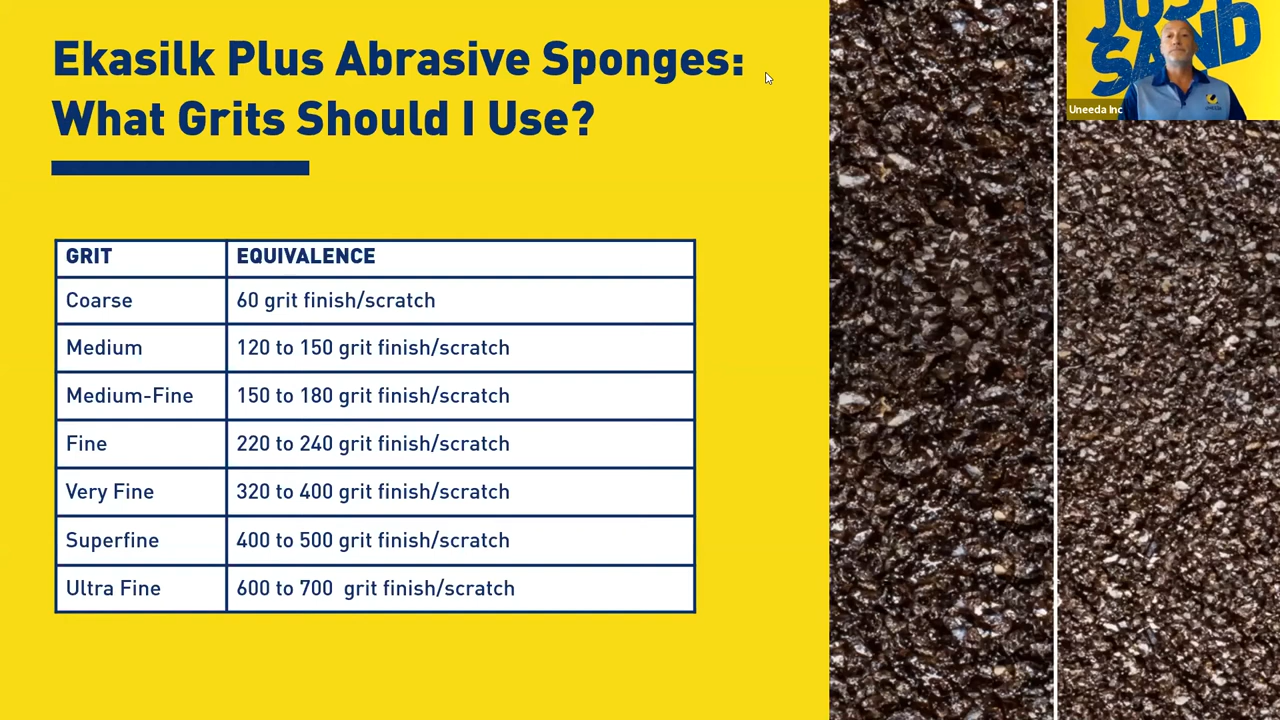 Ekasilk Plus Abrasive Sponges:
What Grits Should I Use?
GRIT EQUIVALENCE
Coarse 60 grit finish/scratch
Medium 120 to 150 grit finish/scratch
Medium-Fine 150 to 180 grit finish/scratch
Fine 220 to 240 grit finish/scratch
Very Fine 320 to 400 grit finish/scratch
Superfine 400 to 500 grit finish/scratch
Ultra Fine 600 to 700  grit finish/scratch
JUST
SAND
Uneeda Inc